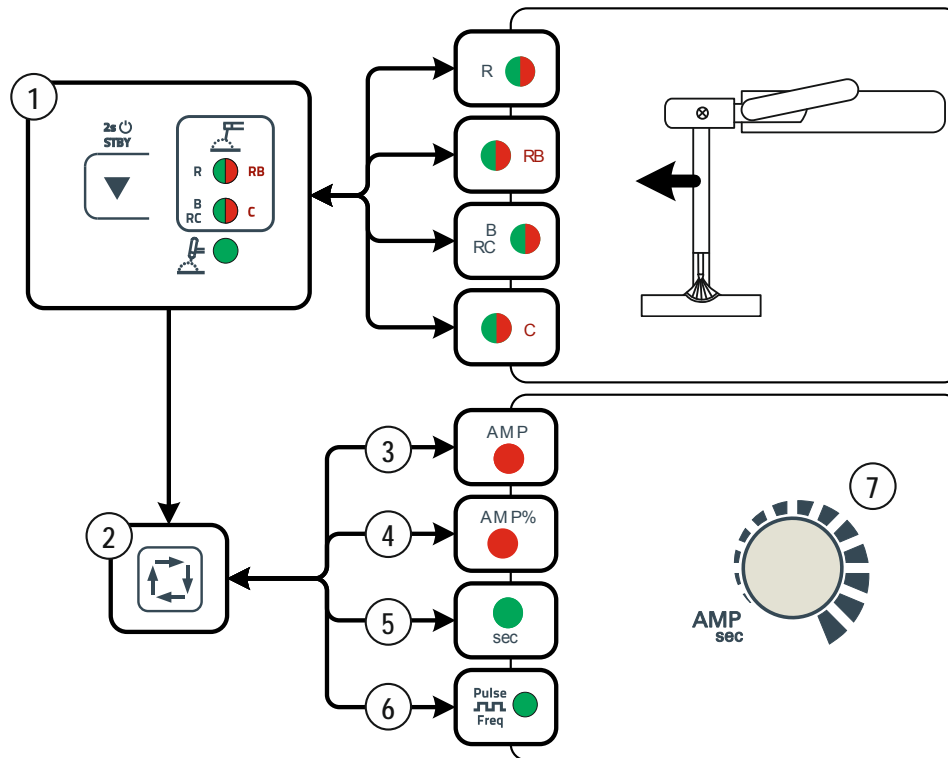 1
2s
STBY
R RB
B
RC C
R
RB
B
RC
C
2
3
AMP
4
AMP%
5
sec
6
Pulse
Freq
7
AMP
sec